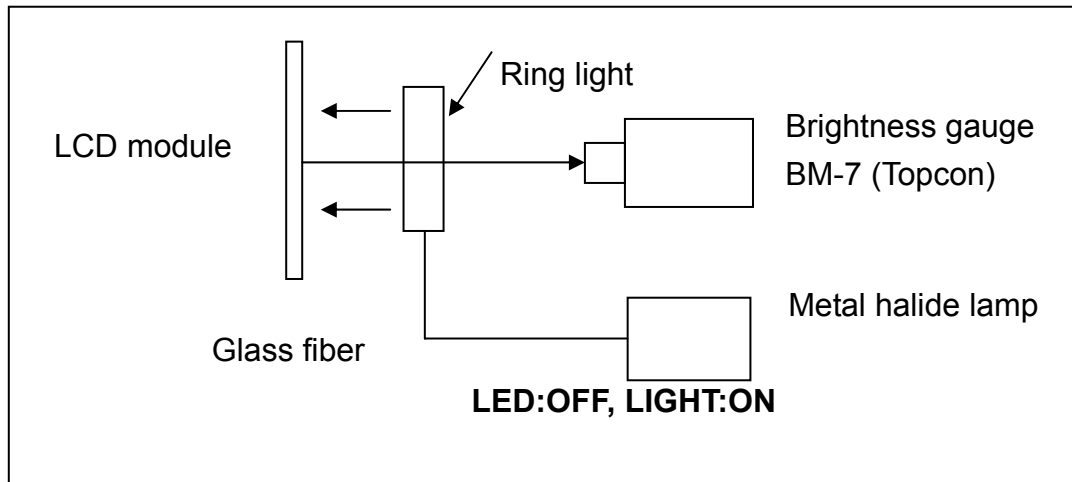 Ring light
LCD module
Brightness gauge
BM-7 (Topcon)
Metal halide lamp
Glass fiber
LED:OFF, LIGHT:ON